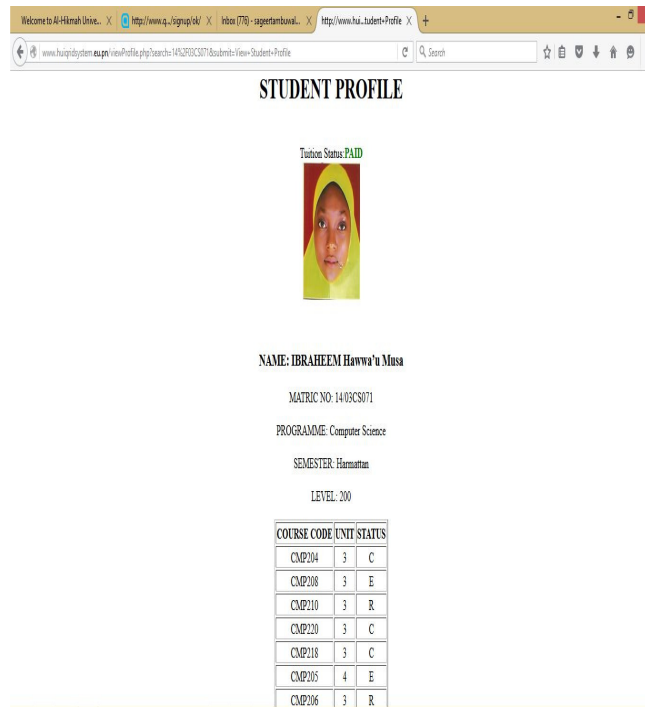 Welcome to Al-Hikmah Unive...
http://www.q.../signup/ok/
Inbox (776) - sageertambuwal...
http://www.hui...tudent+Profile
www.huiqridsystem.eu.pn/viewProfile.php?search=14%2F03CS071&submit=View+Student+Profile
Search
STUDENT PROFILE
Tuition Status:PAID
NAME: IBRAHEEM Hawwa'u Musa
MATRIC NO: 14/03CS071
PROGRAMME: Computer Science
SEMESTER: Harmattan
LEVEL: 200
COURSE CODE UNIT STATUS
CMP204 3 C
CMP208 3 E
CMP210 3 R
CMP220 3 C
CMP218 3 C
CMP205 4 E
CMP206 3 R